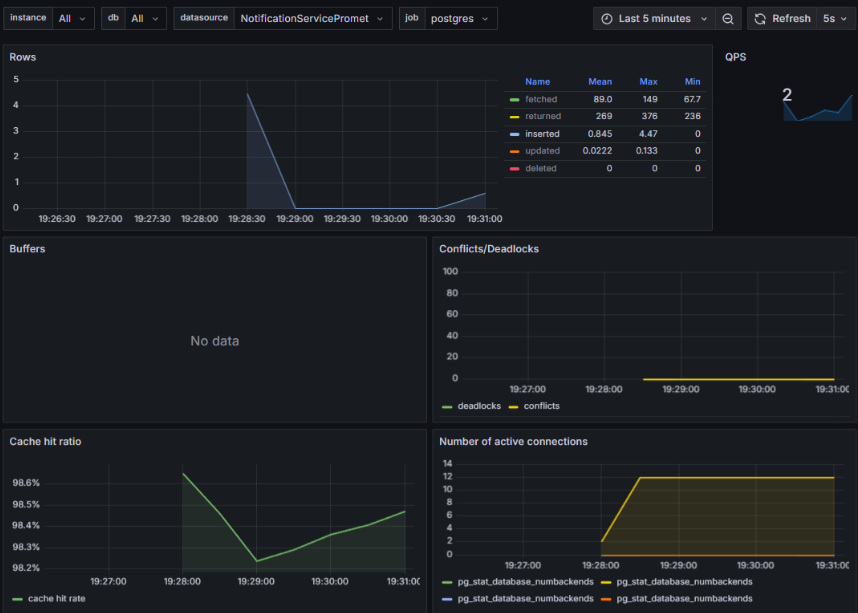 instance All db All datasource NotificationServicePromet job postgres Last 5 minutes Refresh 5s
Rows
5
4
3
2
1
0
19:26:30 19:27:00 19:27:30 19:28:00 19:28:30 19:29:00 19:29:30 19:30:00 19:30:30 19:31:00
Name Mean Max Min
fetched 89.0 149 67.7
returned 269 376 236
inserted 0.845 4.47 0
updated 0.0222 0.133 0
deleted 0 0 0
QPS
2
Buffers
No data
Conflicts/Deadlocks
100
80
60
40
20
0
19:27:00 19:28:00 19:29:00 19:30:00 19:31:00
deadlocks conflicts
Cache hit ratio
98.6%
98.5%
98.4%
98.3%
98.2%
19:27:00 19:28:00 19:29:00 19:30:00 19:31:00
cache hit rate
Number of active connections
14
12
10
8
6
4
2
0
19:27:00 19:28:00 19:29:00 19:30:00 19:31:00
pg_stat_database_numbackends pg_stat_database_numbackends
pg_stat_database_numbackends pg_stat_database_numbackends